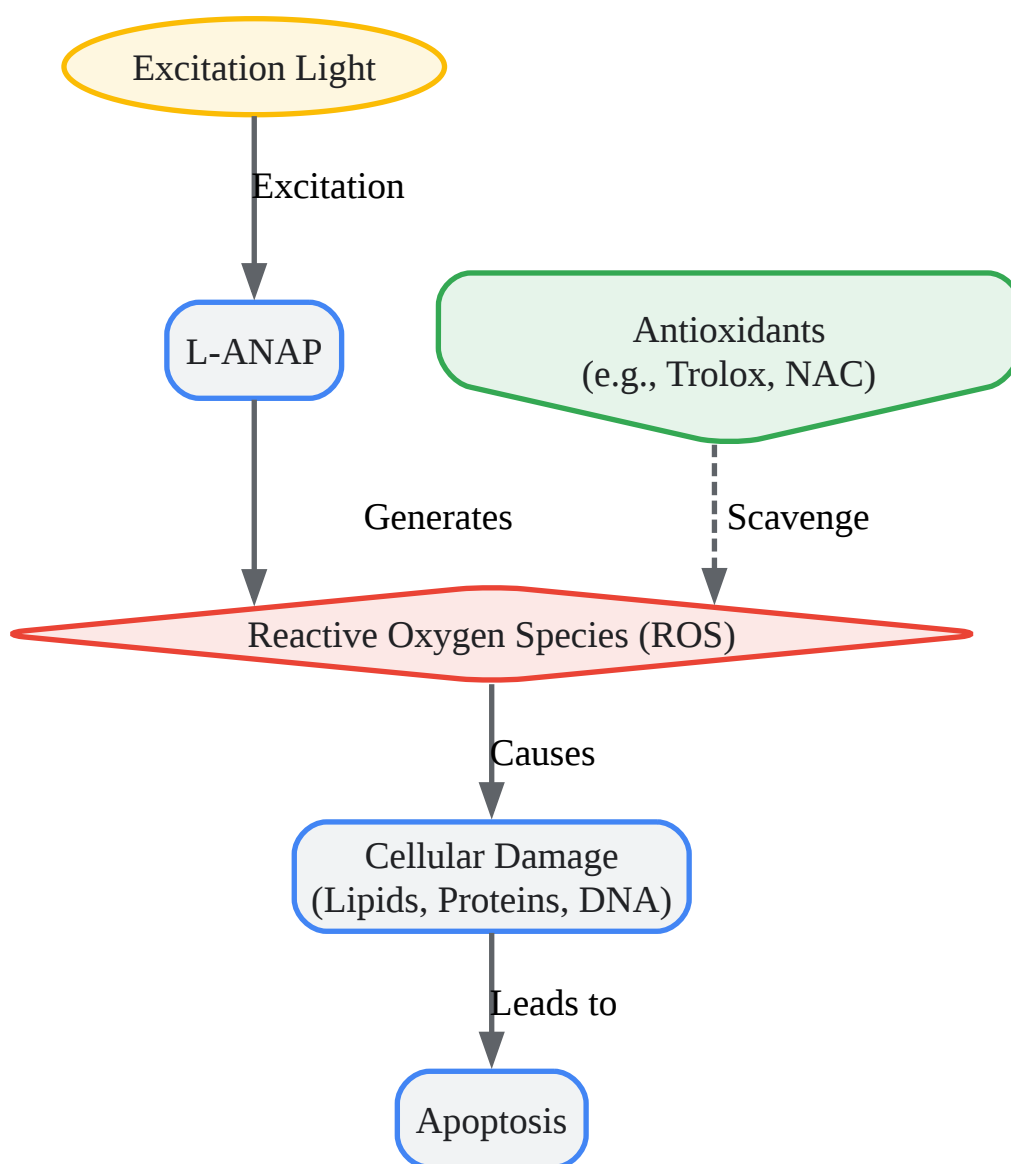 Excitation Light
Excitation
L-ANAP
Antioxidants
(e.g., Trolox, NAC)
Generates
Scavenge
Reactive Oxygen Species (ROS)
Causes
Cellular Damage
(Lipids, Proteins, DNA)
Leads to
Apoptosis